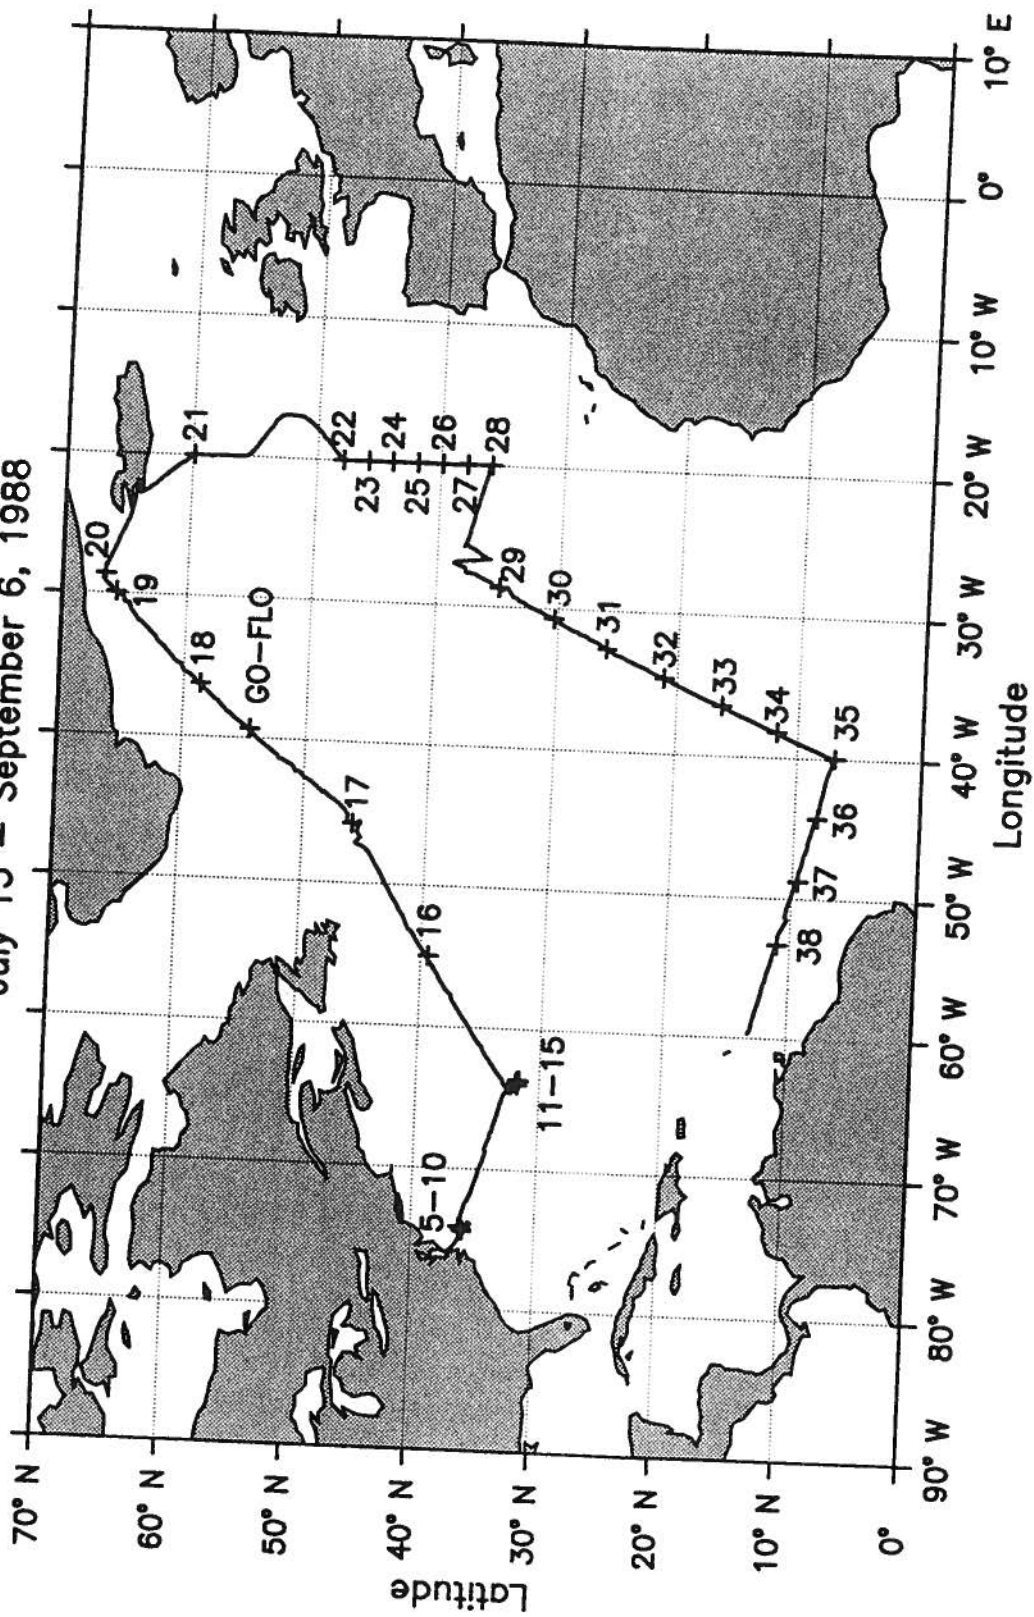 July 15 – September 6, 1988
20
19
21
18
GO–FLO
17
22
23
24
25
26
27
28
16
29
5–10
30
11–15
31
32
33
34
35
36
37
38
Latitude
70° N
60° N
50° N
40° N
30° N
20° N
10° N
0°
90° W
80° W
70° W
60° W
50° W
40° W
30° W
20° W
10° W
0°
10° E
Longitude